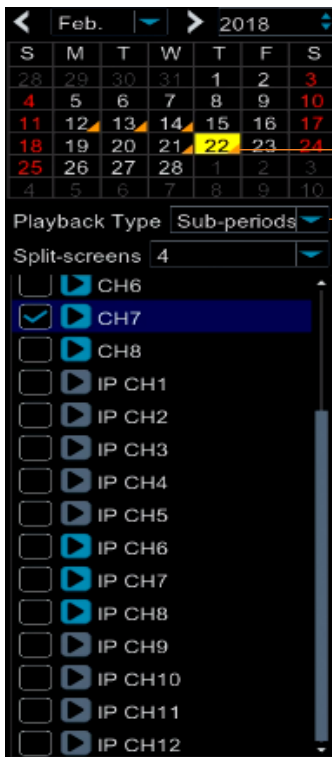 Feb. 2018
S M T W T F S
28 29 30 31 1 2 3
4 5 6 7 8 9 10
11 12 13 14 15 16 17
18 19 20 21 22 23 24
25 26 27 28 1 2 3
4 5 6 7 8 9 10
Playback Type Sub-periods
Split-screens 4
CH6
CH7
CH8
IP CH1
IP CH2
IP CH3
IP CH4
IP CH5
IP CH6
IP CH7
IP CH8
IP CH9
IP CH10
IP CH11
IP CH12